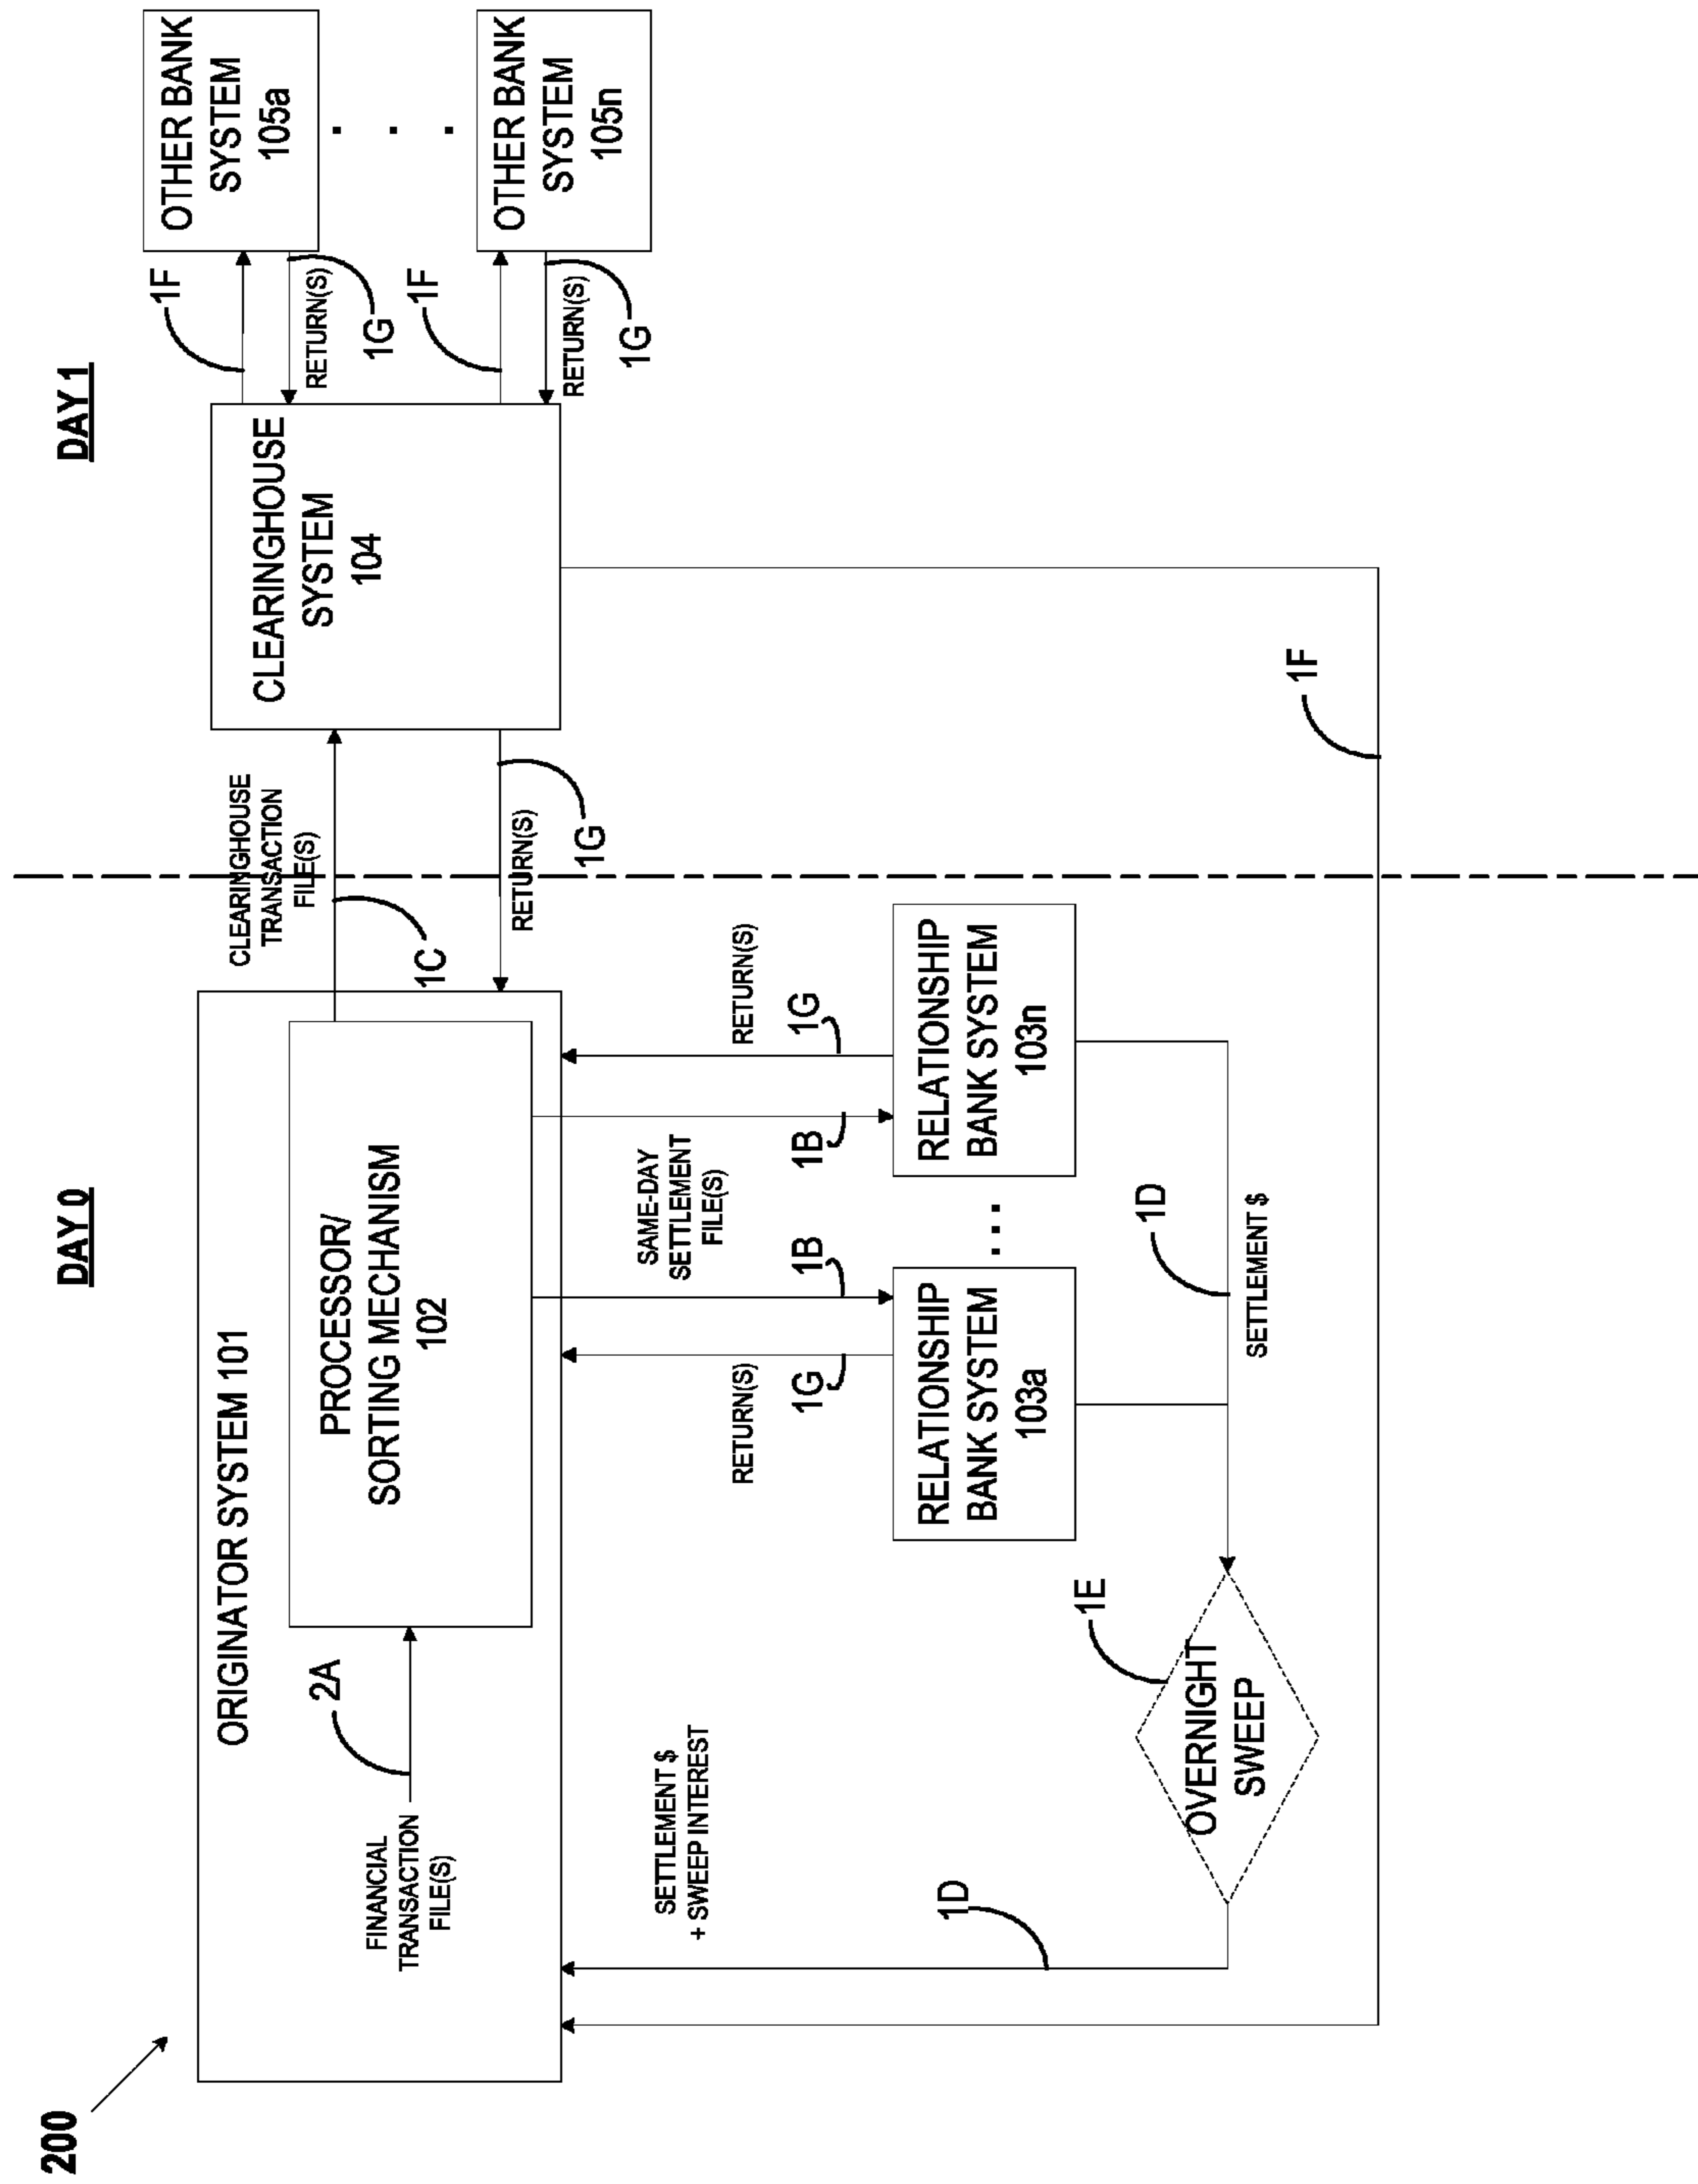 200
DAY 0
DAY 1
ORIGINATOR SYSTEM 101
FINANCIAL
TRANSACTION
FILE(S)
2A
PROCESSOR/
SORTING MECHANISM
102
CLEARINGHOUSE
TRANSACTION
FILE(S)
1C
RETURN(S)
1G
CLEARINGHOUSE
SYSTEM
104
1F
RETURN(S)
1G
OTHER BANK
SYSTEM
105a
. . .
1F
RETURN(S)
1G
OTHER BANK
SYSTEM
105n
SETTLEMENT $
+ SWEEP INTEREST
1D
RETURN(S)
1G
1B
SAME-DAY
SETTLEMENT
FILE(S)
1B
RETURN(S)
1G
RELATIONSHIP
BANK SYSTEM
103a
...
RELATIONSHIP
BANK SYSTEM
103n
1E
OVERNIGHT
SWEEP
1D
SETTLEMENT $
1F